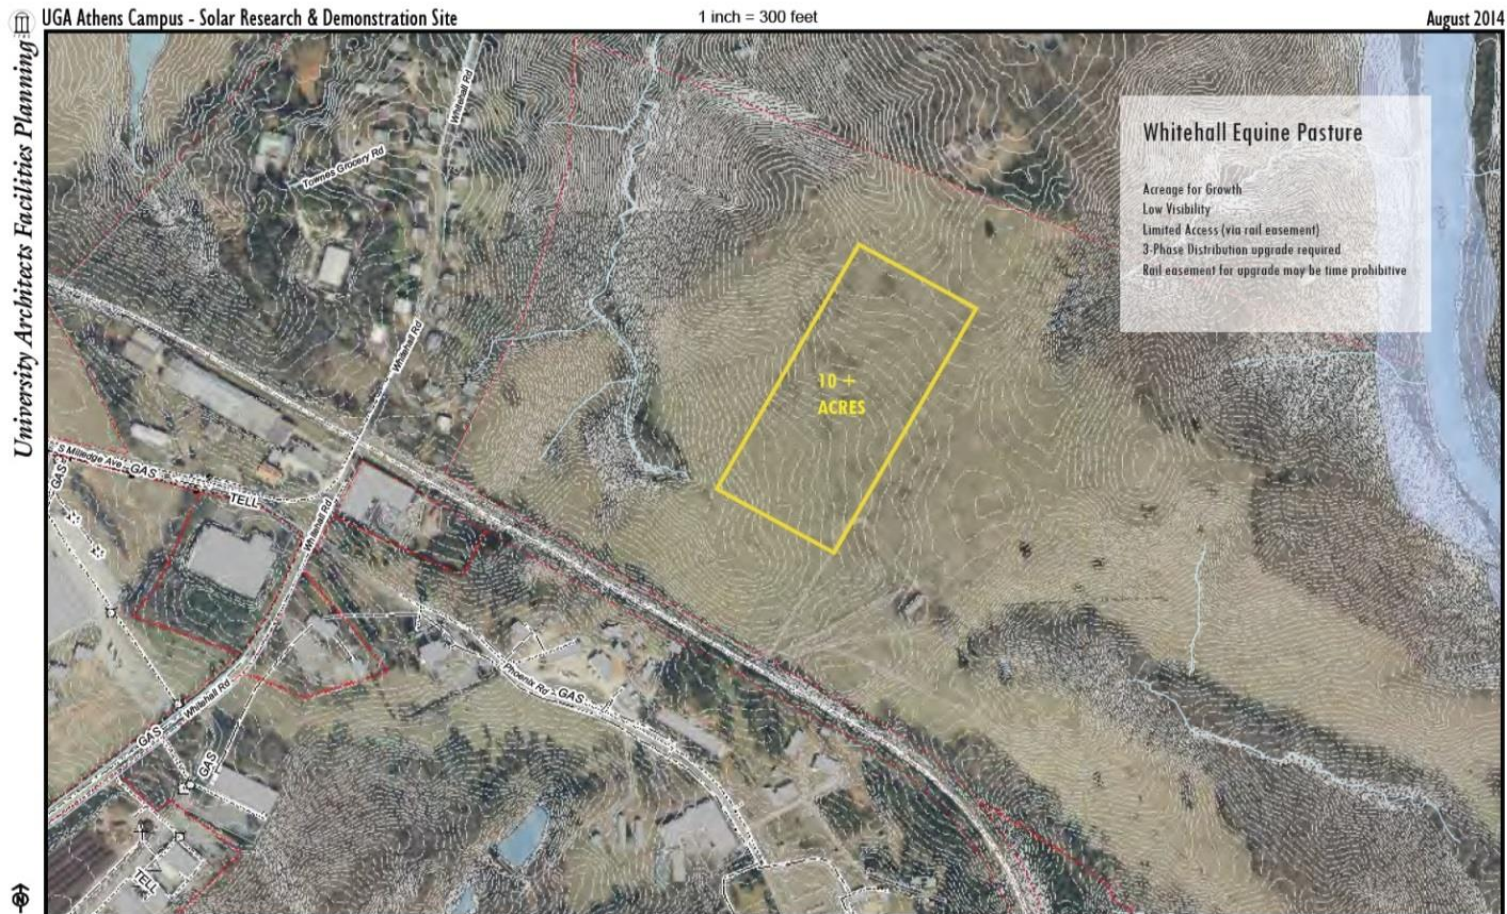 UGA Athens Campus - Solar Research & Demonstration Site
1 inch = 300 feet
August 2014
University Architects Facilities Planning
Whitehall Equine Pasture
Acreage for Growth
Low Visibility
Limited Access (via rail easement)
3-Phase Distribution upgrade required
Rail easement for upgrade may be time prohibitive
Whitehall Rd
Townes Grocery Rd
Whitehall Rd
10 +
ACRES
S Milledge Ave
GAS
GAS
TELL
Whitehall Rd
Phoenix Rd
GAS
Whitehall Rd
GAS
GAS
TELL